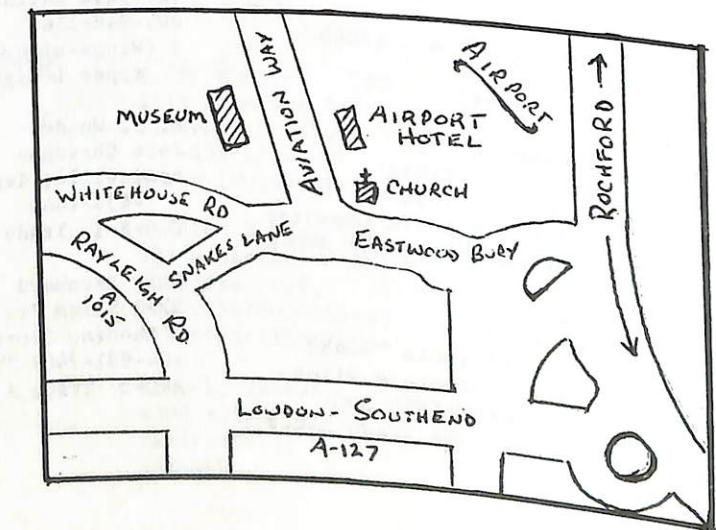 AVIATION WAY
AIRPORT
MUSEUM
AIRPORT
HOTEL
CHURCH
ROCHFORD
WHITEHOUSE RD
SNAKES LANE
EASTWOOD BURY
RAYLEIGH RD
A
1015
LONDON - SOUTHEND
A-127